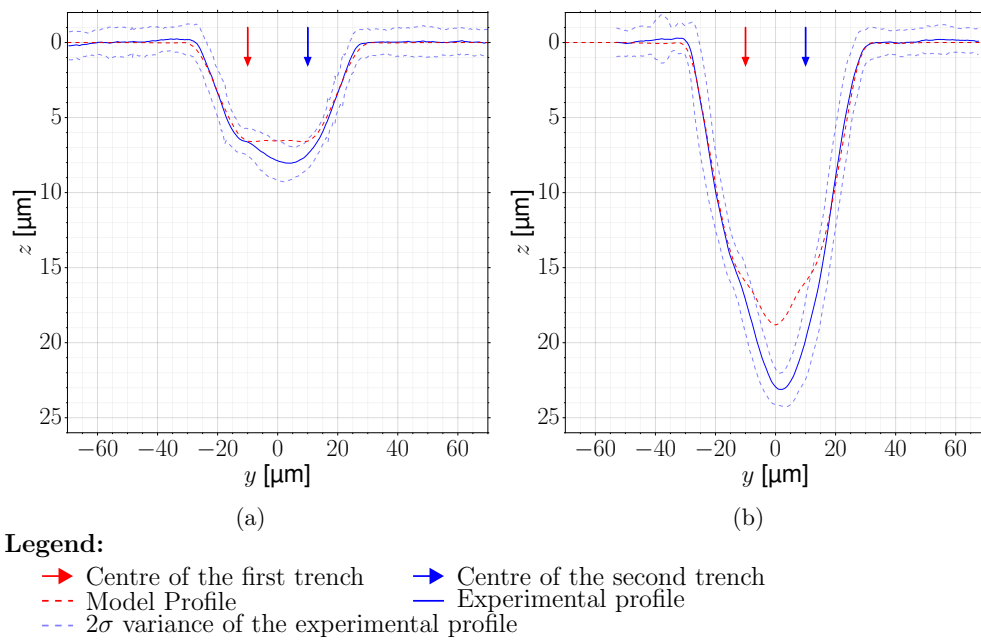 0
5
10
15
20
25
z [µm]
−60 −40 −20 0 20 40 60
y [µm]
(a)
0
5
10
15
20
25
z [µm]
−60 −40 −20 0 20 40 60
y [µm]
(b)
Legend:
Centre of the first trench Centre of the second trench
Model Profile Experimental profile
2σ variance of the experimental profile